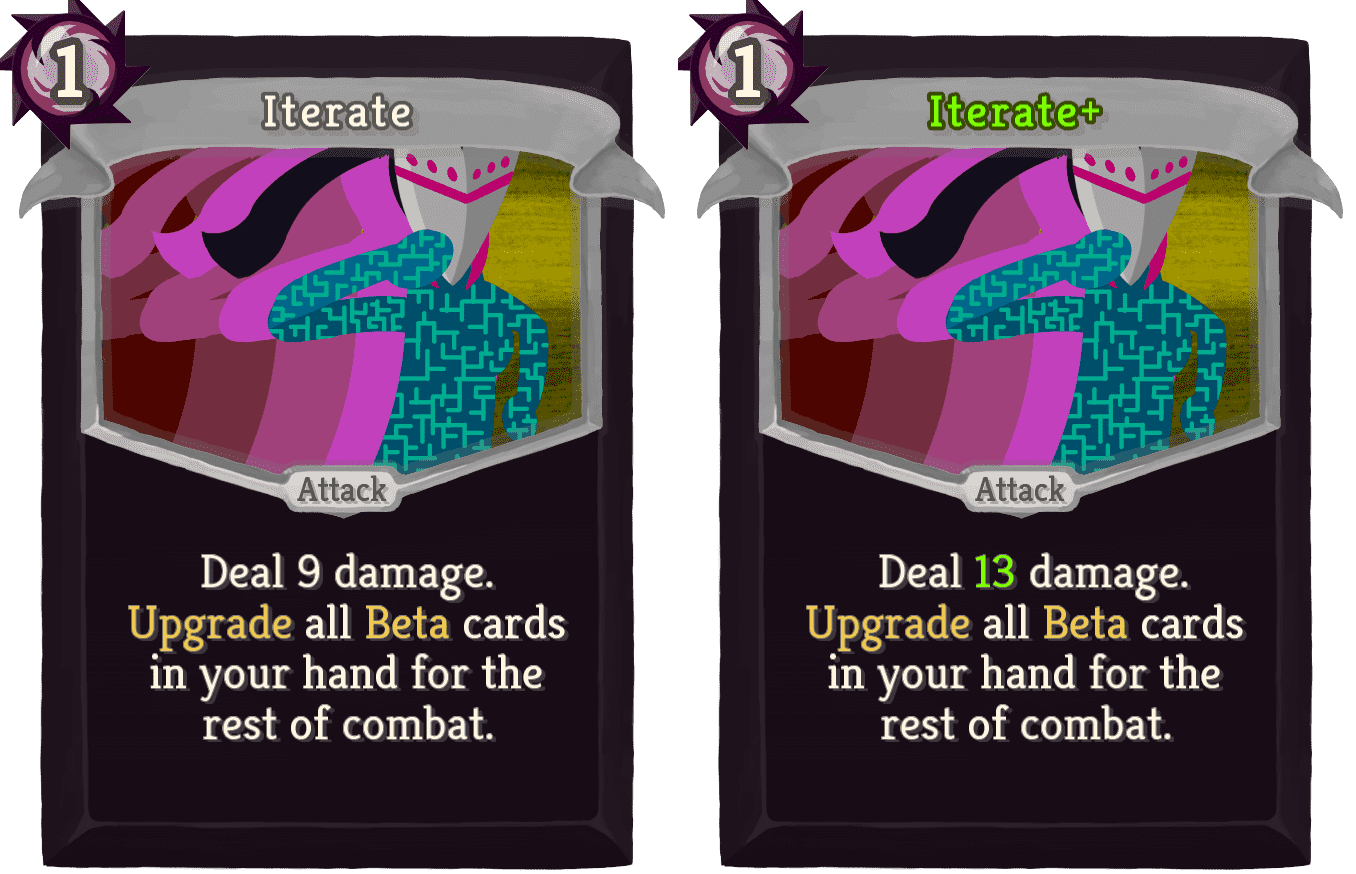 1
Iterate
Attack
Deal 9 damage.
Upgrade all Beta cards
in your hand for the
rest of combat.
1
Iterate+
Attack
Deal 13 damage.
Upgrade all Beta cards
in your hand for the
rest of combat.